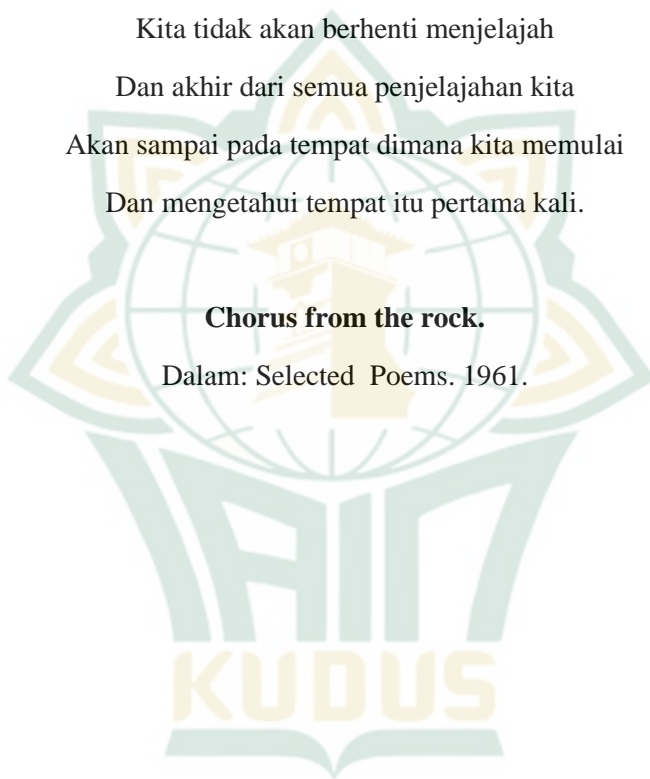 Kita tidak akan berhenti menjelajah
Dan akhir dari semua penjelajahan kita
Akan sampai pada tempat dimana kita memulai
Dan mengetahui tempat itu pertama kali.
Chorus from the rock.
Dalam: Selected Poems. 1961.
IAIN
KUDUS